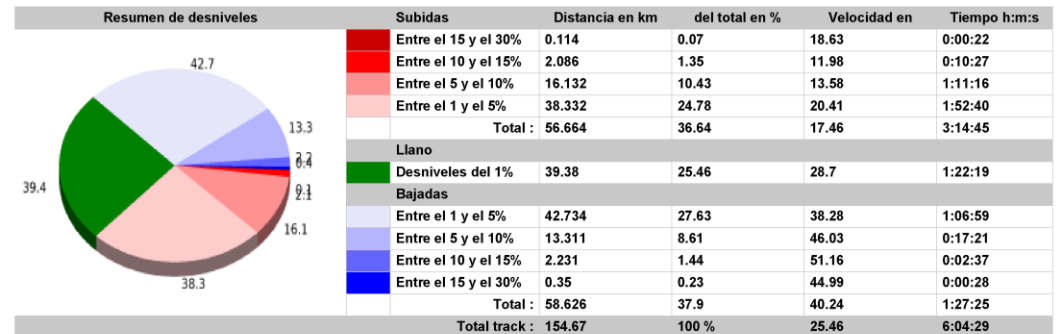 Resumen de desniveles Subidas Distancia en km del total en % Velocidad en Tiempo h:m:s
Entre el 15 y el 30% 0.114 0.07 18.63 0:00:22
Entre el 10 y el 15% 2.086 1.35 11.98 0:10:27
Entre el 5 y el 10% 16.132 10.43 13.58 1:11:16
Entre el 1 y el 5% 38.332 24.78 20.41 1:52:40
Total : 56.664 36.64 17.46 3:14:45
Llano
Desniveles del 1% 39.38 25.46 28.7 1:22:19
Bajadas
Entre el 1 y el 5% 42.734 27.63 38.28 1:06:59
Entre el 5 y el 10% 13.311 8.61 46.03 0:17:21
Entre el 10 y el 15% 2.231 1.44 51.16 0:02:37
Entre el 15 y el 30% 0.35 0.23 44.99 0:00:28
Total : 58.626 37.9 40.24 1:27:25
Total track : 154.67 100 % 25.46 6:04:29
42.7
13.3
2.2
0.4
0.1
2.1
16.1
38.3
39.4